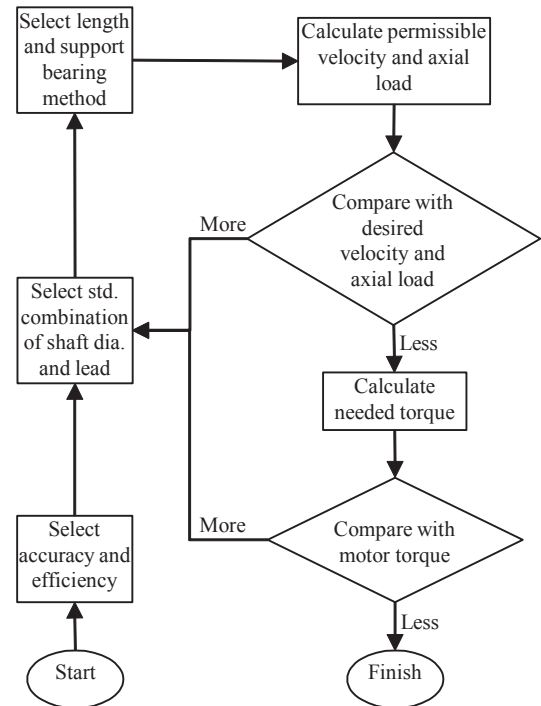 Select length
and support
bearing
method
Calculate permissible
velocity and axial
load
More
Compare with
desired
velocity and
axial load
Select std.
combination
of shaft dia.
and lead
Less
Calculate
needed torque
Select
accuracy and
efficiency
More
Compare with
motor torque
Less
Start
Finish